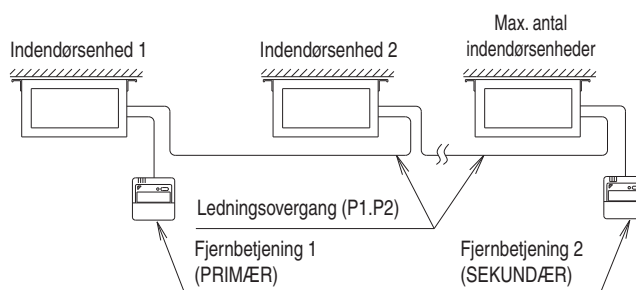 Indendørsenhed 1
Indendørsenhed 2
Max. antal
indendørsenheder
Ledningsovergang (P1.P2)
Fjernbetjening 1
(PRIMÆR)
Fjernbetjening 2
(SEKUNDÆR)